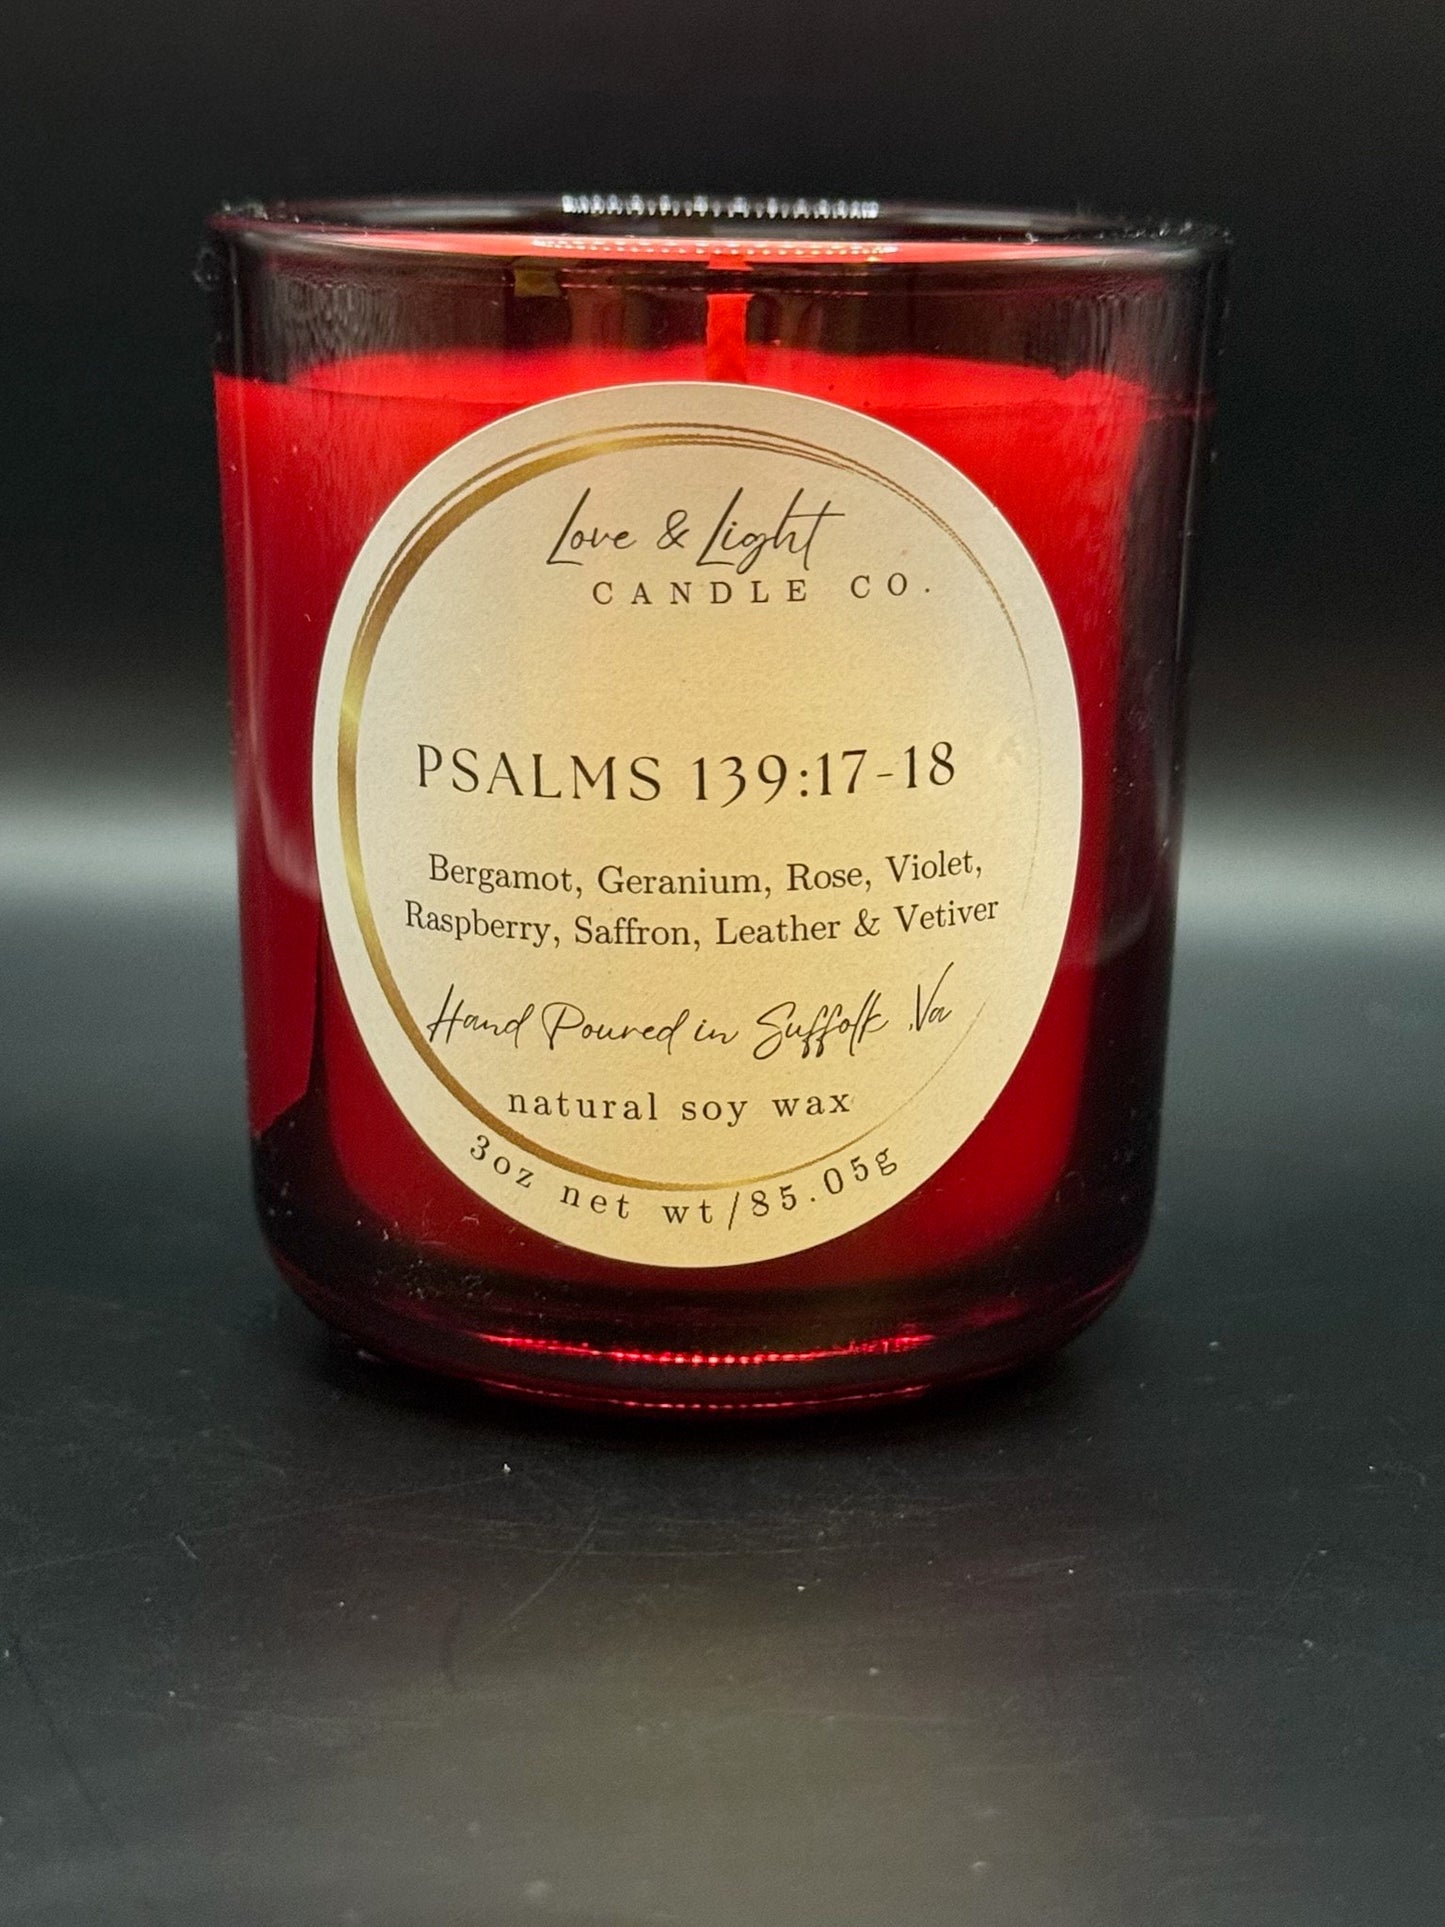 Love & Light
CANDLE CO.
PSALMS 139:17-18
Bergamot, Geranium, Rose, Violet,
Raspberry, Saffron, Leather & Vetiver
Hand Poured in Suffolk ,Va
natural soy wax
3oz net wt/85.05g